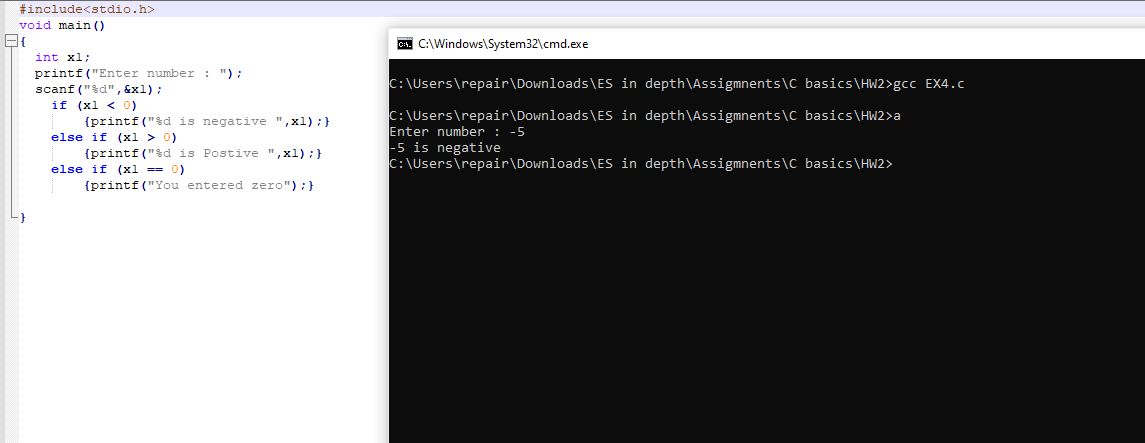 #include<stdio.h>
void main()
{
int x1;
printf("Enter number : ");
scanf("%d",&x1);
if (x1 < 0)
{printf("%d is negative ",x1);}
else if (x1 > 0)
{printf("%d is Postive ",x1);}
else if (x1 == 0)
{printf("You entered zero");}
}
C:\Windows\System32\cmd.exe
C:\Users\repair\Downloads\ES in depth\Assigmnents\C basics\HW2>gcc EX4.c
C:\Users\repair\Downloads\ES in depth\Assigmnents\C basics\HW2>a
Enter number : -5
-5 is negative
C:\Users\repair\Downloads\ES in depth\Assigmnents\C basics\HW2>